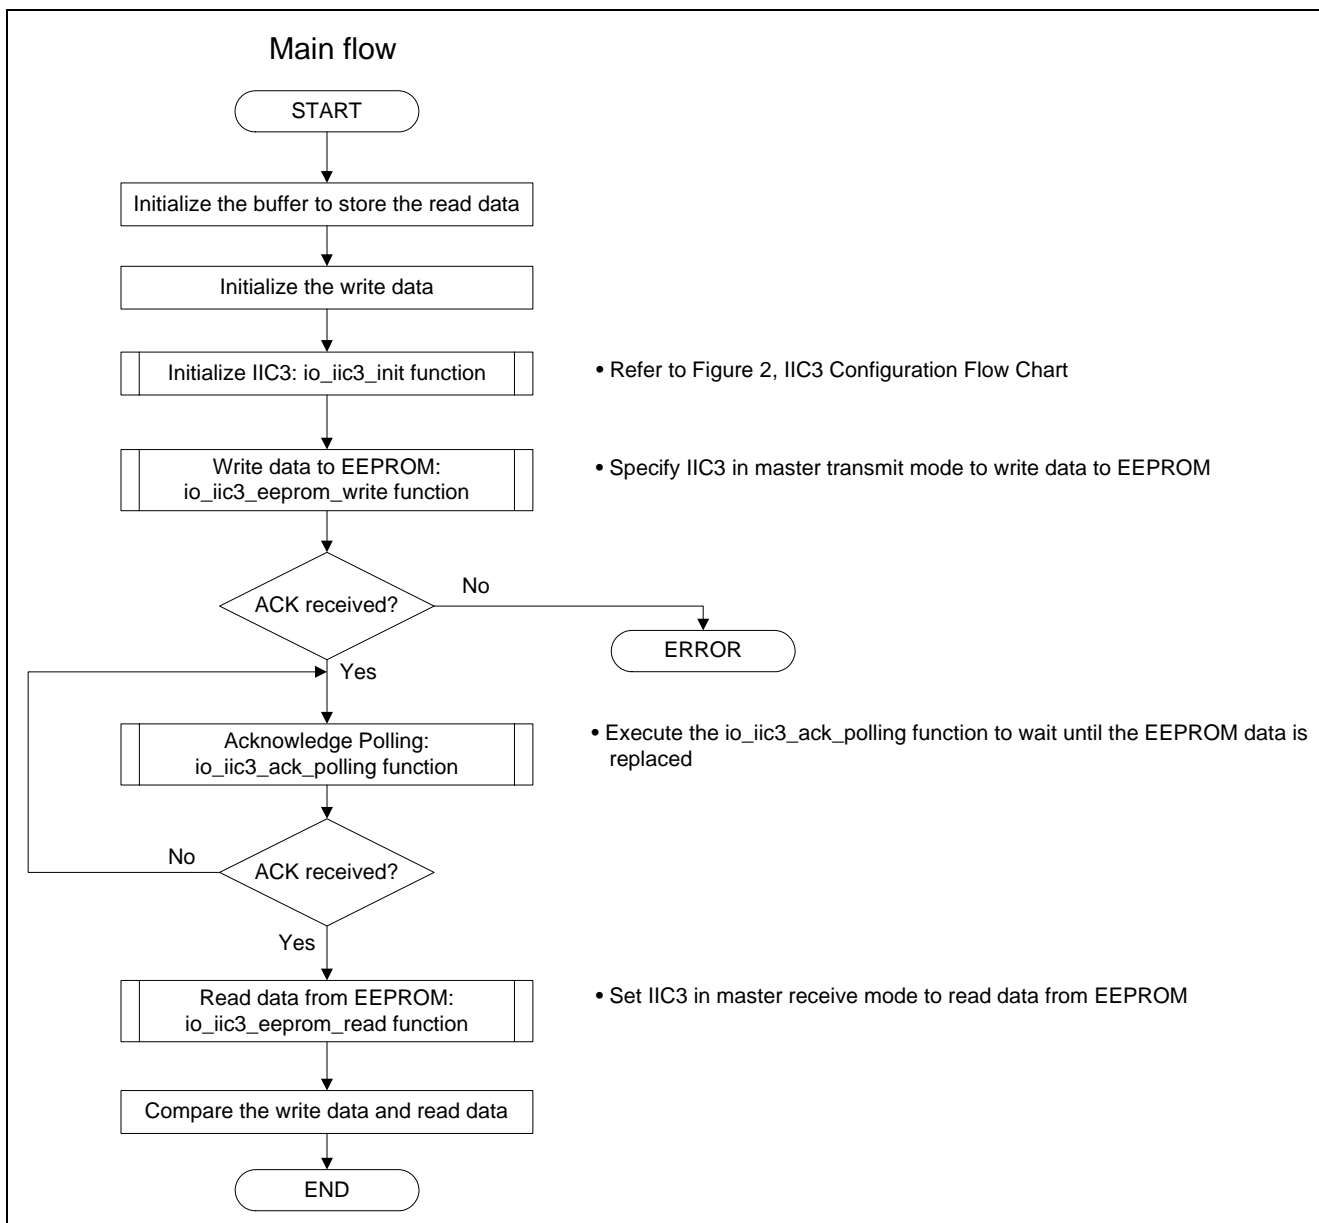 Main flow
START
Initialize the buffer to store the read data
Initialize the write data
Initialize IIC3: io_iic3_init function
• Refer to Figure 2, IIC3 Configuration Flow Chart
Write data to EEPROM:
io_iic3_eeprom_write function
• Specify IIC3 in master transmit mode to write data to EEPROM
ACK received?
No
ERROR
Yes
Acknowledge Polling:
io_iic3_ack_polling function
• Execute the io_iic3_ack_polling function to wait until the EEPROM data is
replaced
ACK received?
No
Yes
Read data from EEPROM:
io_iic3_eeprom_read function
• Set IIC3 in master receive mode to read data from EEPROM
Compare the write data and read data
END